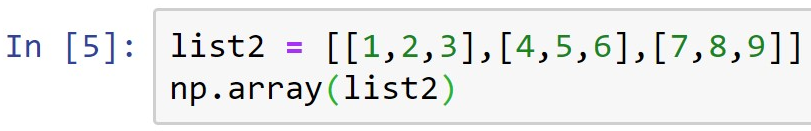 In [5]: list2 = [[1,2,3],[4,5,6],[7,8,9]]
np.array(list2)